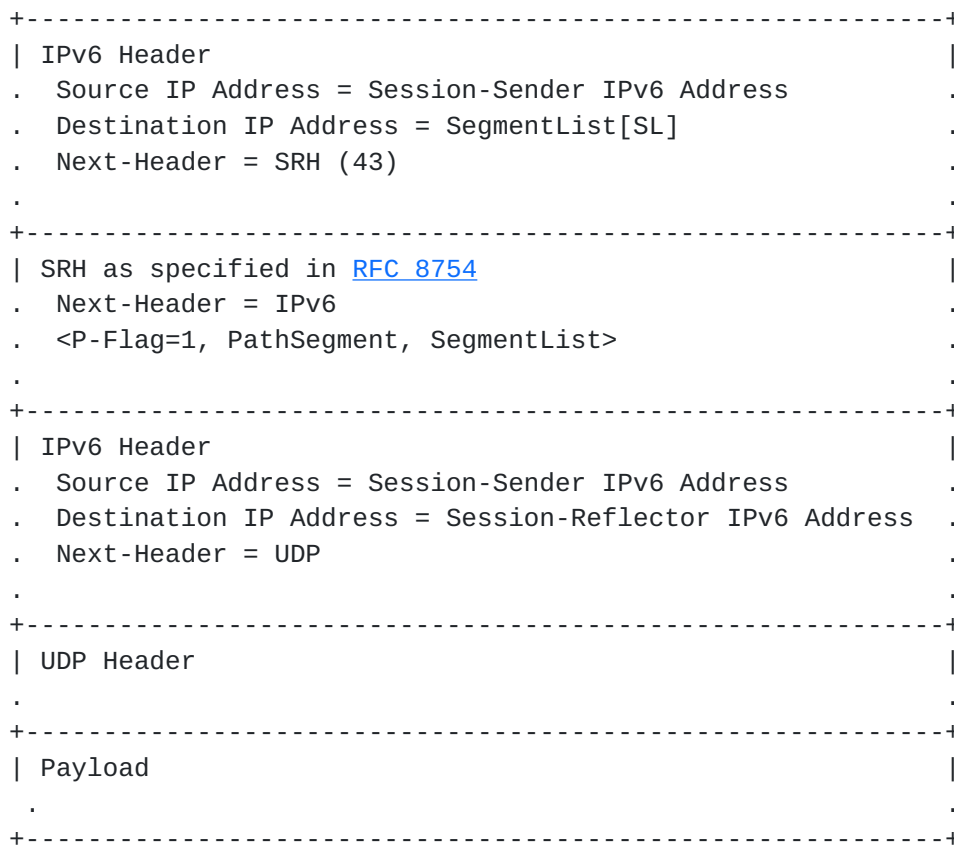 +-----------------------------------------------------------+
| IPv6 Header                                               |
.  Source IP Address = Session-Sender IPv6 Address          .
.  Destination IP Address = SegmentList[SL]                 .
.  Next-Header = SRH (43)                                   .
.                                                           .
+-----------------------------------------------------------+
| SRH as specified in RFC 8754                              |
.  Next-Header = IPv6                                       .
.  <P-Flag=1, PathSegment, SegmentList>                     .
.                                                           .
+-----------------------------------------------------------+
| IPv6 Header                                               |
.  Source IP Address = Session-Sender IPv6 Address          .
.  Destination IP Address = Session-Reflector IPv6 Address  .
.  Next-Header = UDP                                        .
.                                                           .
+-----------------------------------------------------------+
| UDP Header                                                |
.                                                           .
+-----------------------------------------------------------+
| Payload                                                   |
 .                                                          .
+-----------------------------------------------------------+